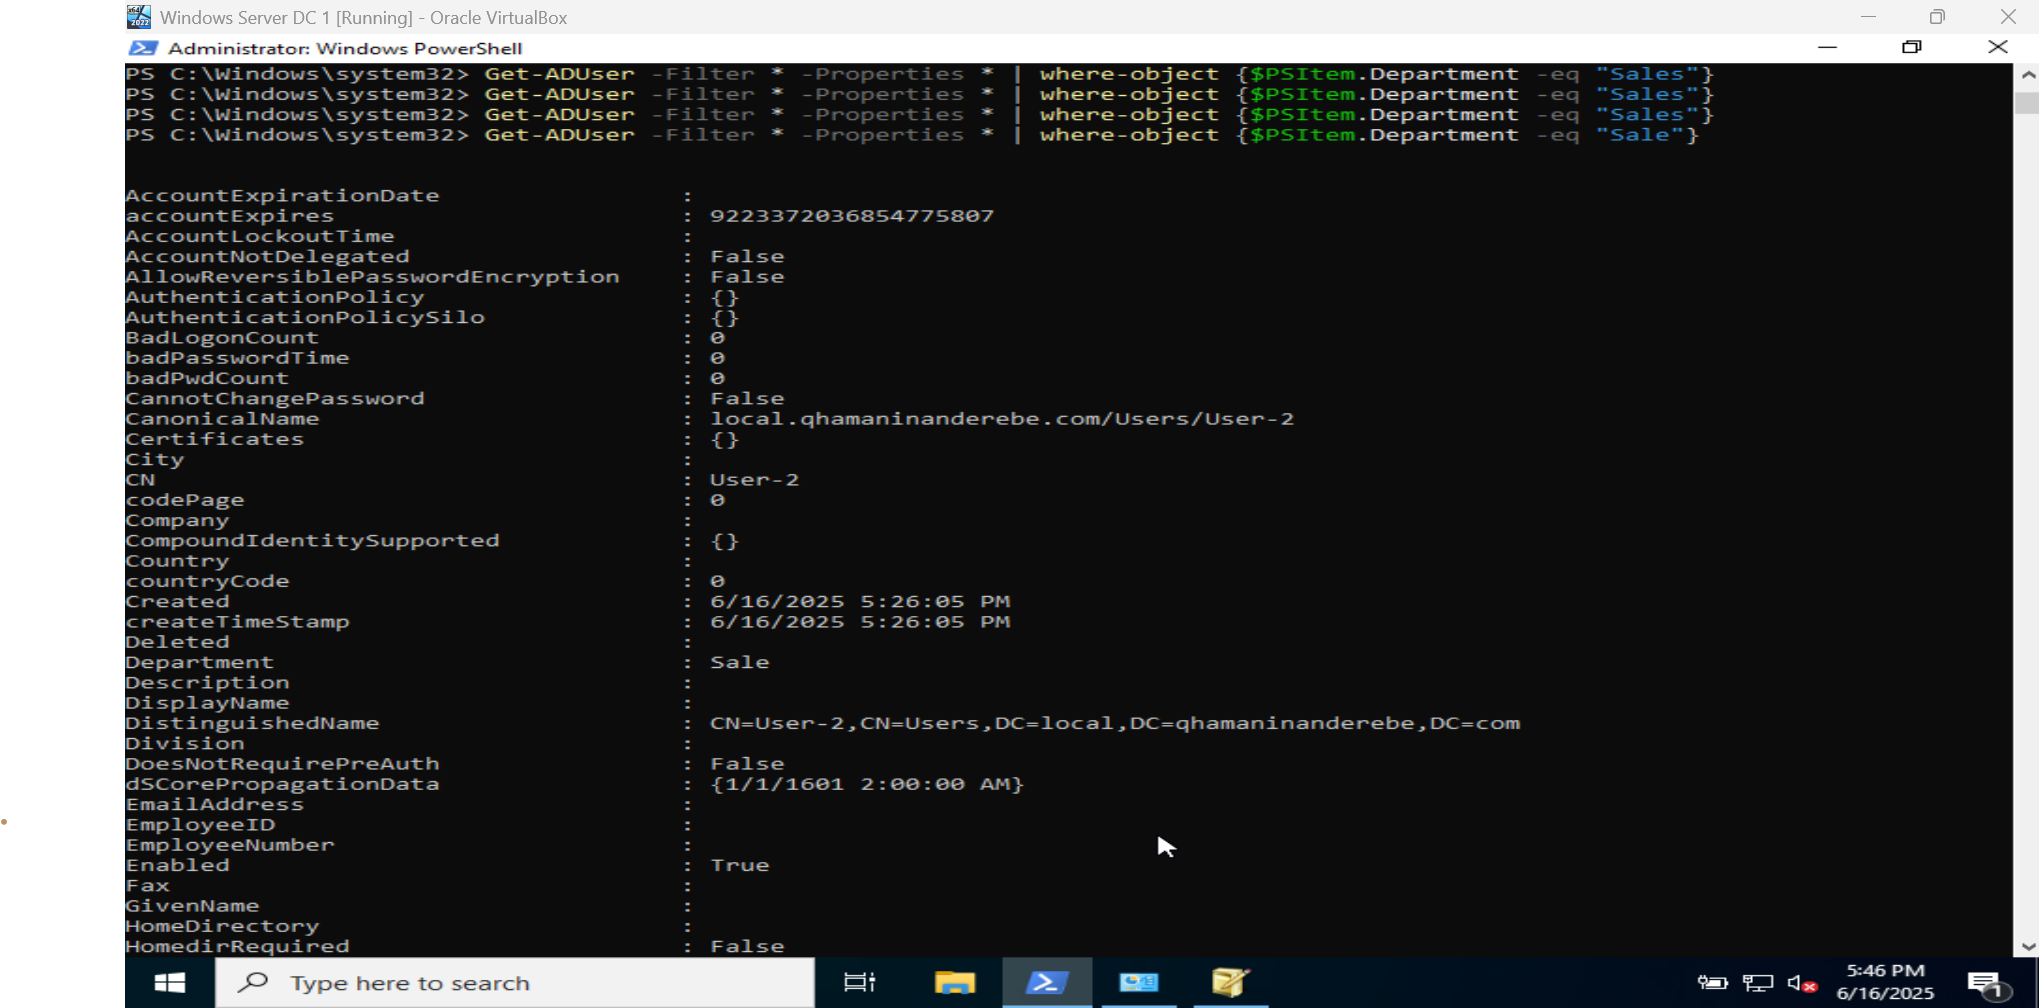 Windows Server DC 1 [Running] - Oracle VirtualBox
Administrator: Windows PowerShell
PS C:\Windows\system32> Get-ADUser -Filter * -Properties * | where-object {$PSItem.Department -eq "Sales"}
PS C:\Windows\system32> Get-ADUser -Filter * -Properties * | where-object {$PSItem.Department -eq "Sales"}
PS C:\Windows\system32> Get-ADUser -Filter * -Properties * | where-object {$PSItem.Department -eq "Sales"}
PS C:\Windows\system32> Get-ADUser -Filter * -Properties * | where-object {$PSItem.Department -eq "Sale"}
AccountExpirationDate :
accountExpires : 9223372036854775807
AccountLockoutTime :
AccountNotDelegated : False
AllowReversiblePasswordEncryption : False
AuthenticationPolicy : {}
AuthenticationPolicySilo : {}
BadLogonCount : 0
badPasswordTime : 0
badPwdCount : 0
CannotChangePassword : False
CanonicalName : local.qhamaninanderebe.com/Users/User-2
Certificates : {}
City :
CN : User-2
codePage : 0
Company :
CompoundIdentitySupported : {}
Country :
countryCode : 0
Created : 6/16/2025 5:26:05 PM
createTimeStamp : 6/16/2025 5:26:05 PM
Deleted :
Department : Sale
Description :
DisplayName :
DistinguishedName : CN=User-2,CN=Users,DC=local,DC=qhamaninanderebe,DC=com
Division :
DoesNotRequirePreAuth : False
dSCorePropagationData : {1/1/1601 2:00:00 AM}
EmailAddress :
EmployeeID :
EmployeeNumber :
Enabled : True
Fax :
GivenName :
HomeDirectory :
HomedirRequired : False
Type here to search
5:46 PM
6/16/2025
1